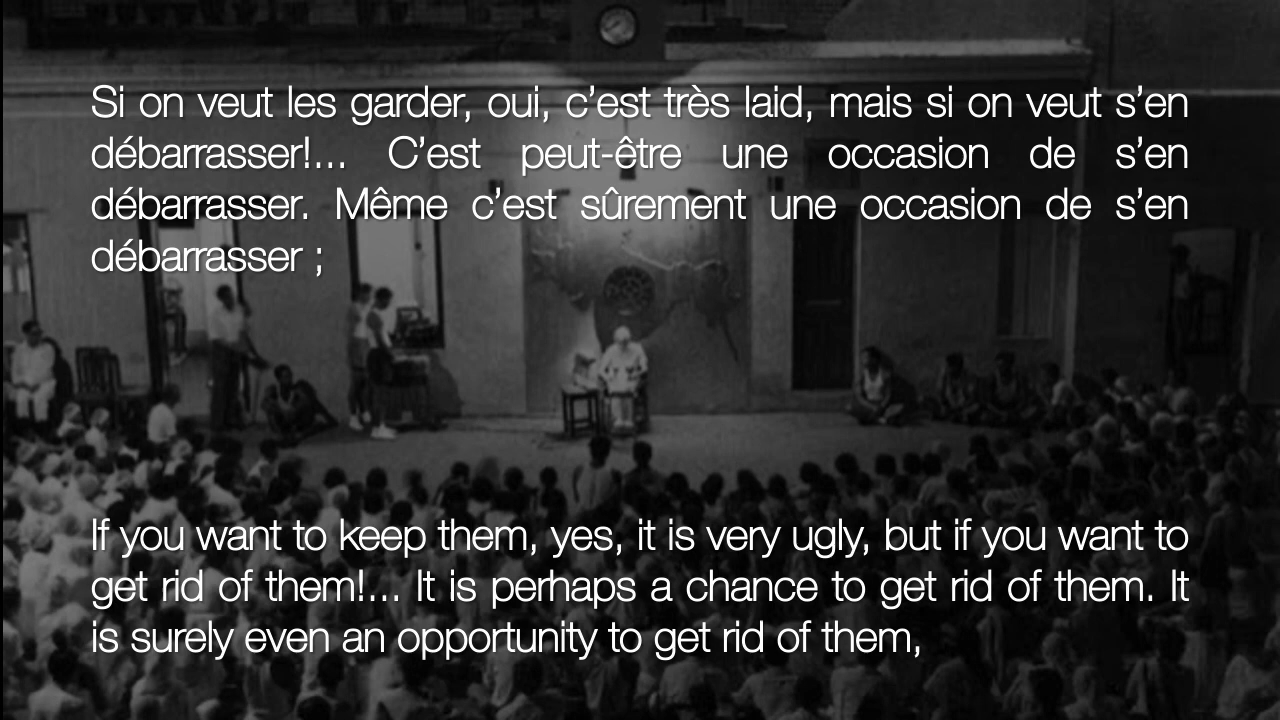 Si on veut les garder, oui, c’est très laid, mais si on veut s’en
débarrasser!... C’est peut-être une occasion de s’en
débarrasser. Même c’est sûrement une occasion de s’en
débarrasser ;
If you want to keep them, yes, it is very ugly, but if you want to
get rid of them!... It is perhaps a chance to get rid of them. It
is surely even an opportunity to get rid of them,